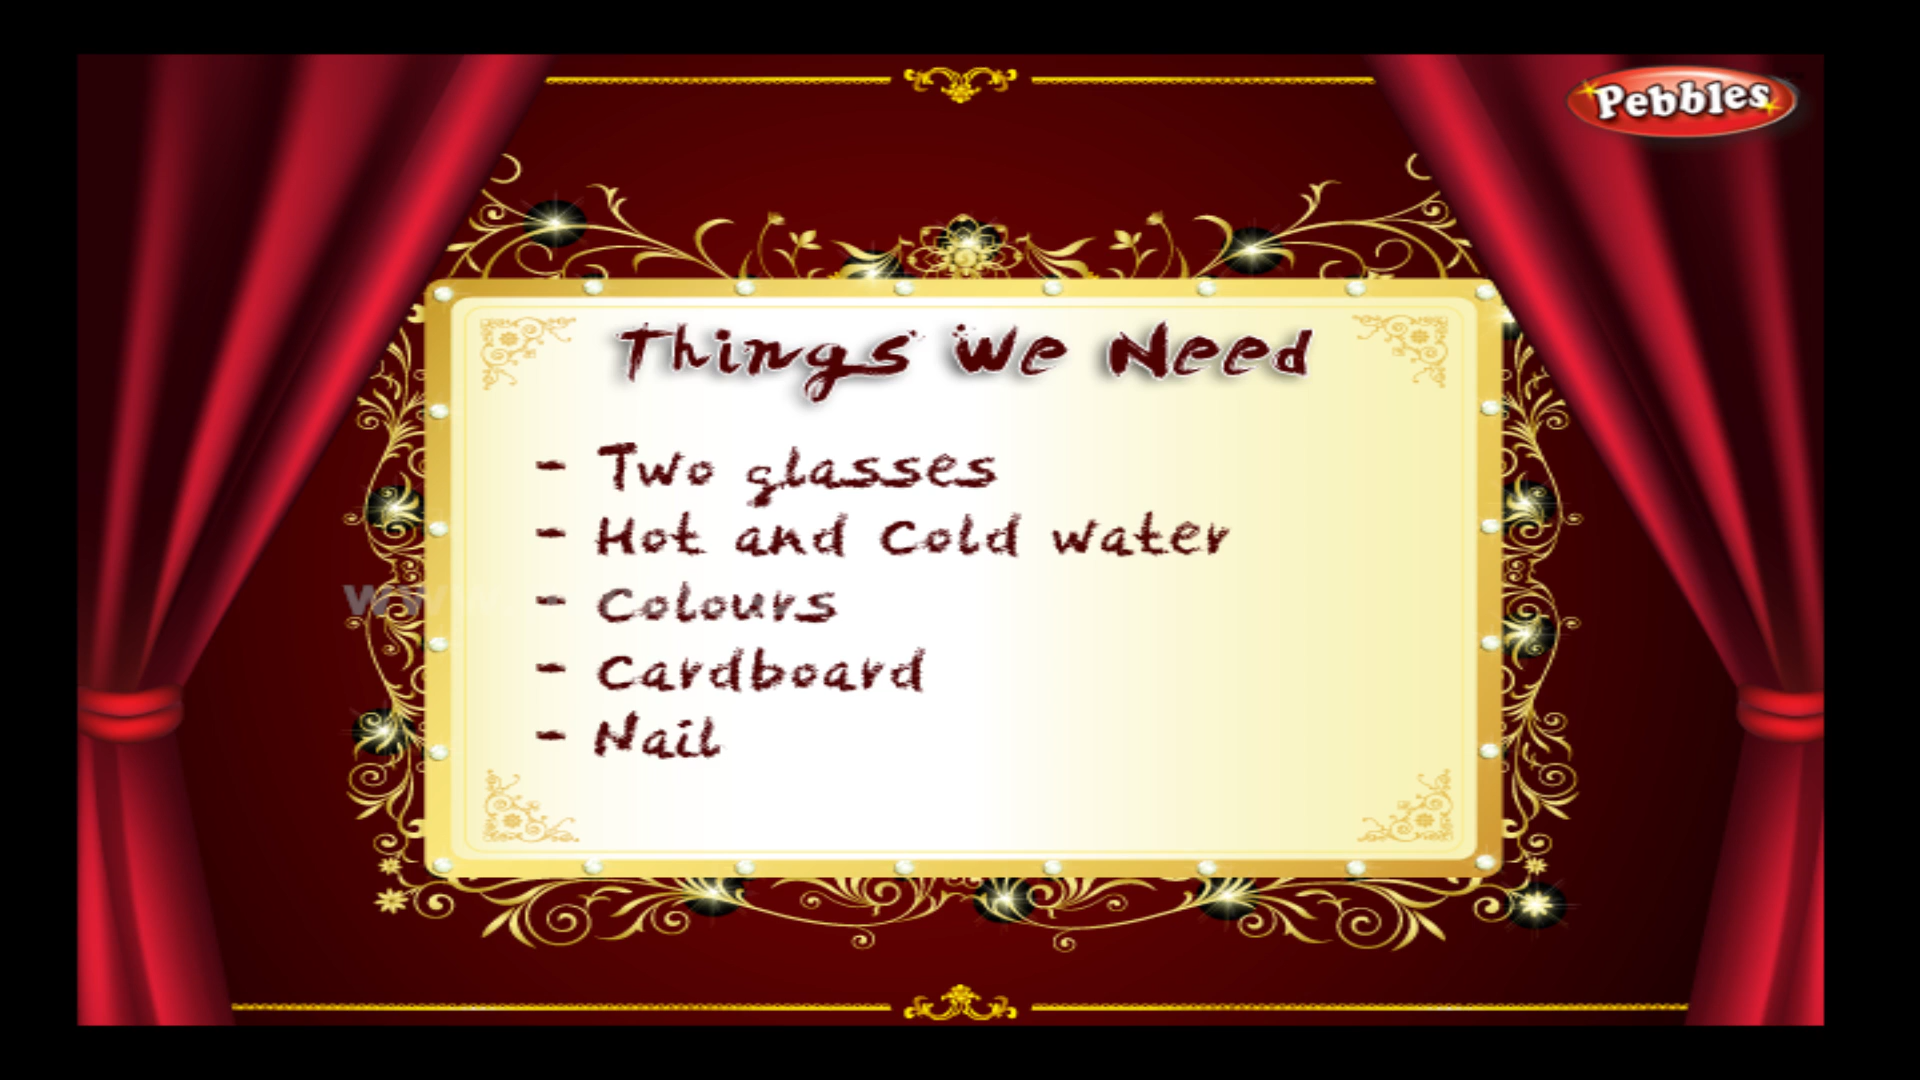 Pebbles
Things We Need
- Two glasses
- Hot and Cold water
- Colours
- Cardboard
- Nail